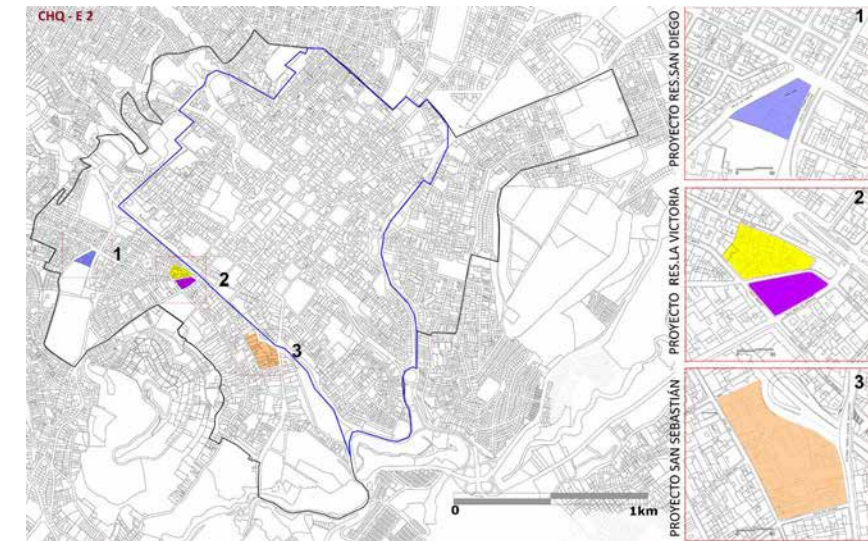 CHQ - E 2
1
2
3
0
1km
PROYECTO RES.SAN DIEGO
1
PROYECTO RES.LA VICTORIA
2
PROYECTO SAN SEBASTIÁN
3